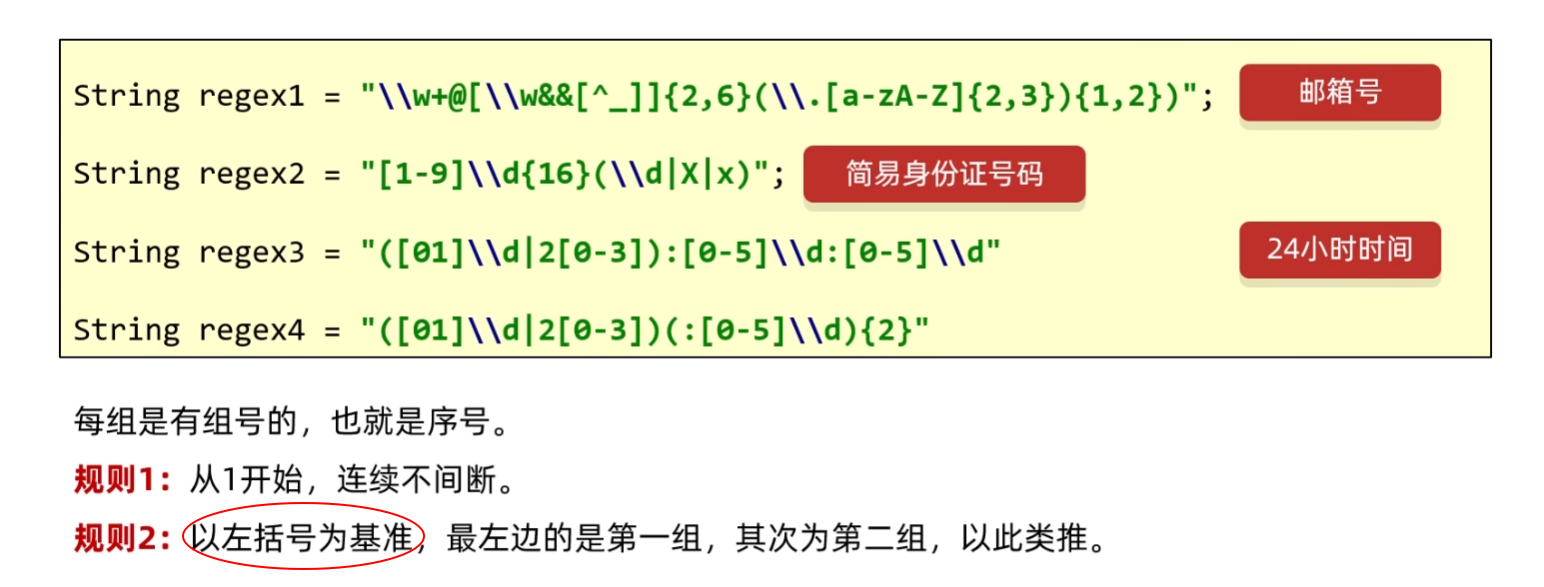 String regex1 = "\\w+@[\\w&&[^_]]{2,6}(\\.[a-zA-Z]{2,3}){1,2})"; 邮箱号
String regex2 = "[1-9]\\d{16}(\\d|X|x)"; 简易身份证号码
String regex3 = "([01]\\d|2[0-3]):[0-5]\\d:[0-5]\\d" 24小时时间
String regex4 = "([01]\\d|2[0-3])(:[0-5]\\d){2}"
每组是有组号的，也就是序号。
规则1：从1开始，连续不间断。
规则2：以左括号为基准，最左边的是第一组，其次为第二组，以此类推。